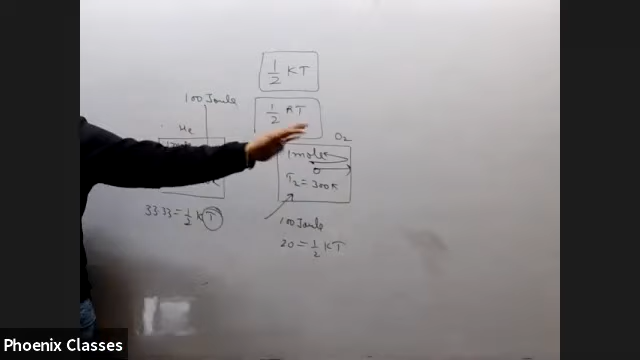 1/2 KT
1/2 RT
100 Joule
He
O2
1 mole
T2 = 300K
33.33 = 1/2 KT
100 Joule
20 = 1/2 KT
Phoenix Classes